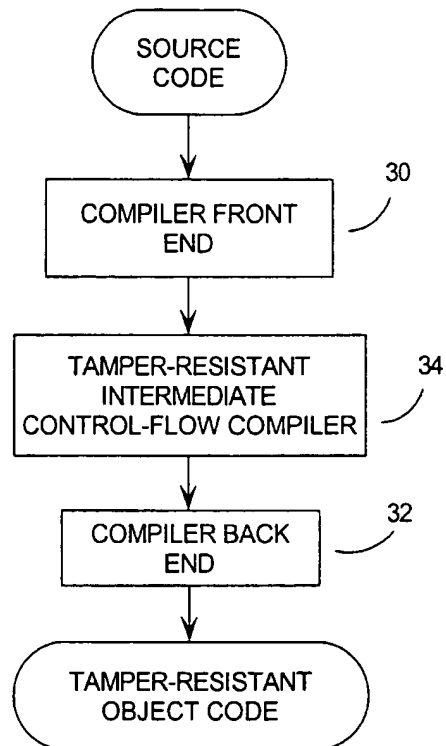 SOURCE
CODE
30
COMPILER FRONT
END
34
TAMPER-RESISTANT
INTERMEDIATE
CONTROL-FLOW COMPILER
32
COMPILER BACK
END
TAMPER-RESISTANT
OBJECT CODE